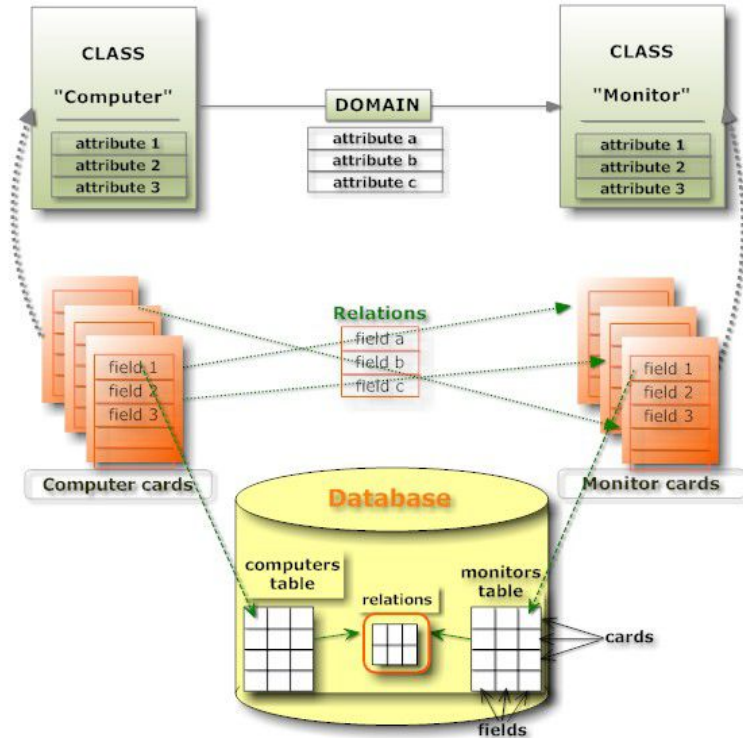 CLASS
"Computer"
attribute 1
attribute 2
attribute 3
DOMAIN
attribute a
attribute b
attribute c
CLASS
"Monitor"
attribute 1
attribute 2
attribute 3
Relations
field a
field b
field c
field 1
field 2
field 3
Computer cards
field 1
field 2
field 3
Monitor cards
Database
computers
table
relations
monitors
table
cards
fields